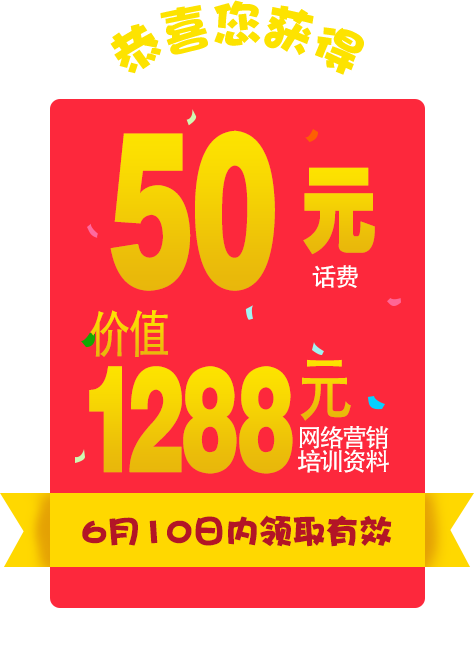 恭喜您获得
50元
话费
价值
1288元
网络营销
培训资料
6月10日内领取有效